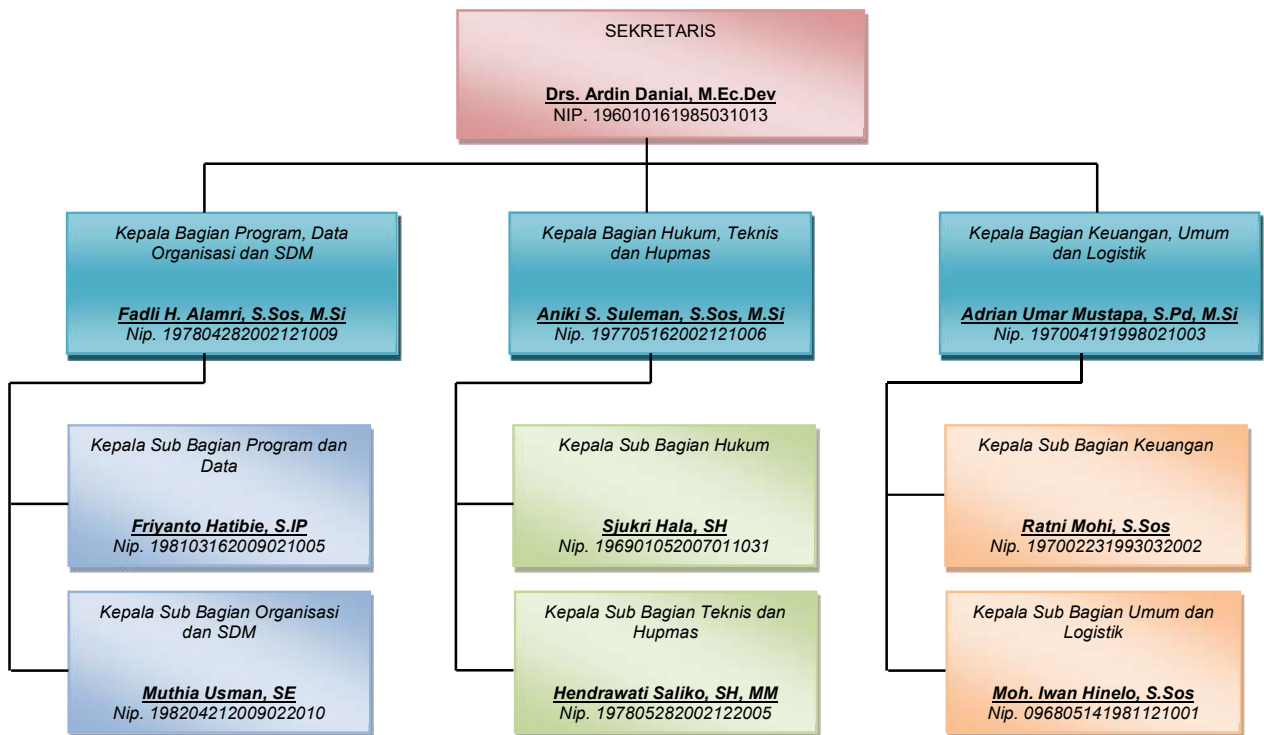 SEKRETARIS
Drs. Ardin Danial, M.Ec.Dev
NIP. 196010161985031013
Kepala Bagian Program, Data
Organisasi dan SDM
Fadli H. Alamri, S.Sos, M.Si
Nip. 197804282002121009
Kepala Bagian Hukum, Teknis
dan Hupmas
Aniki S. Suleman, S.Sos, M.Si
Nip. 197705162002121006
Kepala Bagian Keuangan, Umum
dan Logistik
Adrian Umar Mustapa, S.Pd, M.Si
Nip. 197004191998021003
Kepala Sub Bagian Program dan
Data
Friyanto Hatibie, S.IP
Nip. 198103162009021005
Kepala Sub Bagian Hukum
Sjukri Hala, SH
Nip. 196901052007011031
Kepala Sub Bagian Keuangan
Ratni Mohi, S.Sos
Nip. 197002231993032002
Kepala Sub Bagian Organisasi
dan SDM
Muthia Usman, SE
Nip. 198204212009022010
Kepala Sub Bagian Teknis dan
Hupmas
Hendrawati Saliko, SH, MM
Nip. 197805282002122005
Kepala Sub Bagian Umum dan
Logistik
Moh. Iwan Hinelo, S.Sos
Nip. 096805141981121001